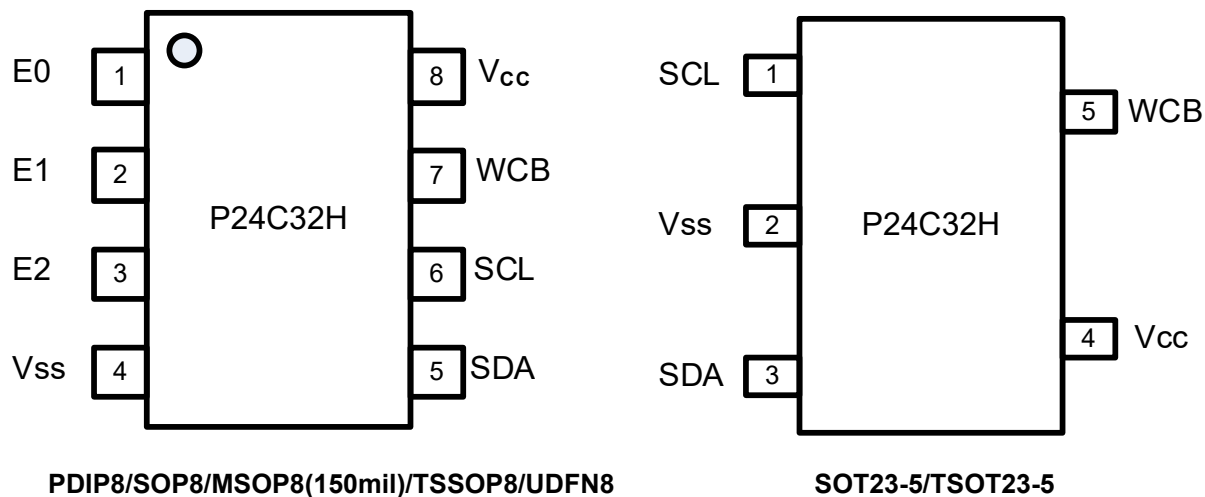 E0 1 8 Vcc
E1 2 7 WCB
P24C32H
E2 3 6 SCL
Vss 4 5 SDA
PDIP8/SOP8/MSOP8(150mil)/TSSOP8/UDFN8
SCL 1
5 WCB
Vss 2 P24C32H
4 Vcc
SDA 3
SOT23-5/TSOT23-5